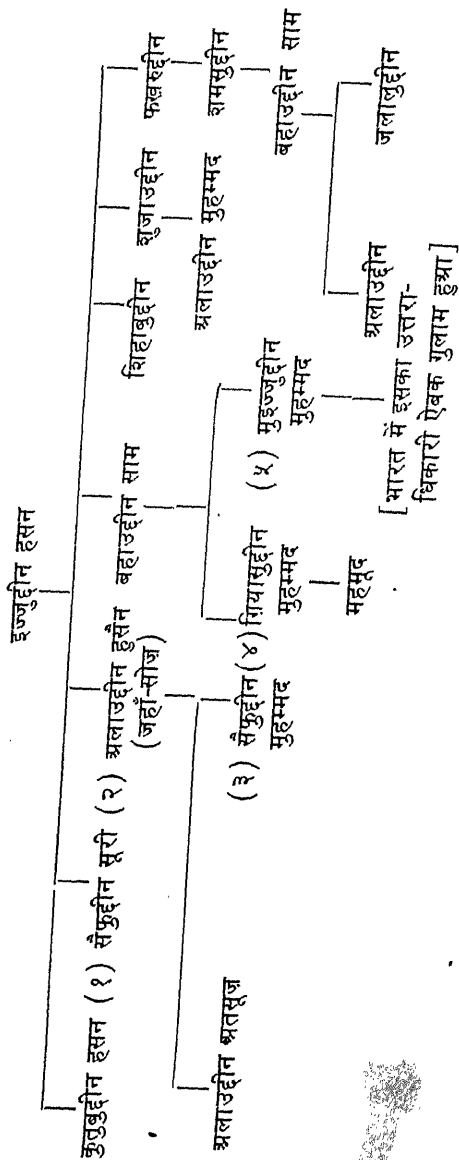 इज्जुद्दीन हसन
कुतुबुद्दीन हसन (१) सैफुद्दीन सूरी (२) अलाउद्दीन हुसैन बहाउद्दीन साम शिहाबुद्दीन शुजाउद्दीन फख़रुद्दीन
(जहाँ-सोज़)
अलाउद्दीन मुहम्मद शमसुद्दीन
अलाउद्दीन अतसूज़ (३) सैफुद्दीन (४) ग़ियासुद्दीन (५) मुइज्जुद्दीन बहाउद्दीन साम
मुहम्मद मुहम्मद मुहम्मद
महमूद
[भारत में इसका उत्तरा-
धिकारी ऐबक ग़ुलाम हुआ]
अलाउद्दीन जलालुद्दीन